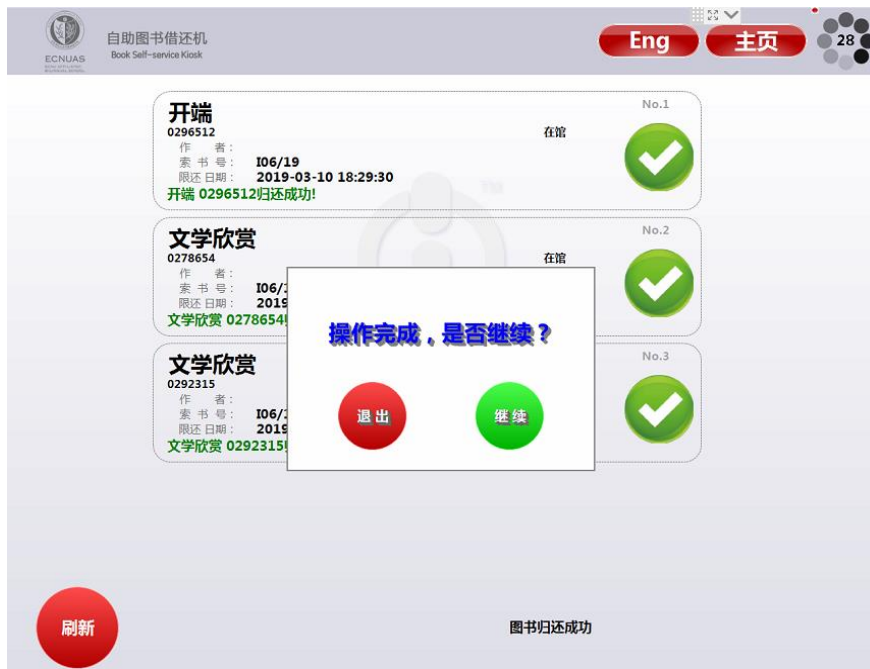 ECNUAS
自助图书借还机
Book Self-service Kiosk
Eng
主页
28
开端
No.1
0296512
在馆
作 者：
索 书 号： I06/19
限还日期： 2019-03-10 18:29:30
开端 0296512归还成功!
文学欣赏
No.2
0278654
在馆
作 者：
索 书 号： I06/
限还日期： 2019
文学欣赏 0278654
操作完成，是否继续？
退出
继续
文学欣赏
No.3
0292315
作 者：
索 书 号： I06/
限还日期： 2019
文学欣赏 0292315
刷新
图书归还成功